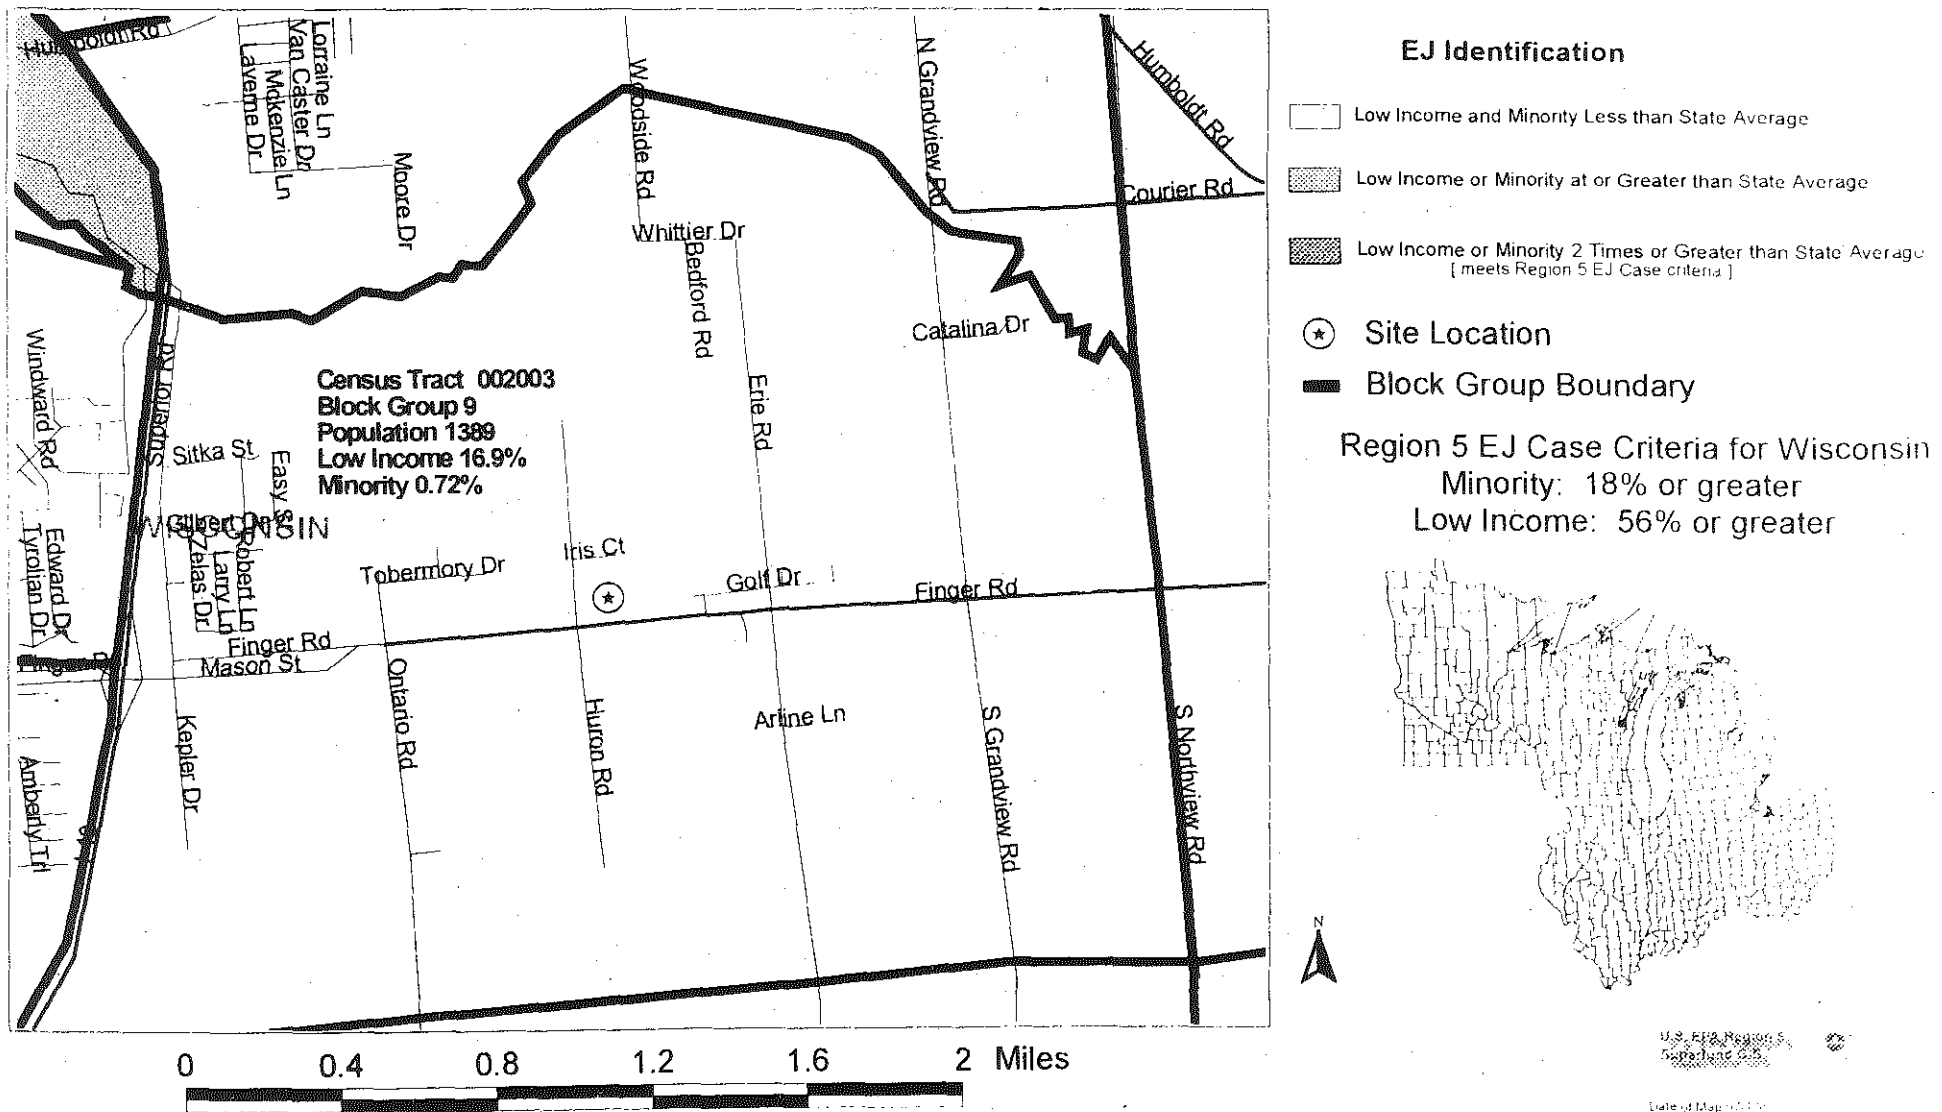 Humboldt Rd
Lorraine Ln
Van Caster Dr
Mckenzie Ln
Laverne Dr
Moore Dr
Woodside Rd
N Grandview Rd
Humboldt Rd
Courier Rd
Whittier Dr
Bedford Rd
Catalina Dr
Erie Rd
Windward Rd
Superior Rd
Census Tract 002003
Block Group 9
Population 1389
Low Income 16.9%
Minority 0.72%
Sitka St
Easy St
Gilbert Dr
WISCONSIN
Edward Dr
Tyrolian Dr
Zelas Dr
Larry Ln
Robert Ln
Tobermory Dr
Iris Ct
Golf Dr
Finger Rd
Finger Rd
Mason St
Ontario Rd
Huron Rd
Arline Ln
S Grandview Rd
S Northview Rd
Kepler Dr
Amberly Trl
0 0.4 0.8 1.2 1.6 2 Miles
EJ Identification
Low Income and Minority Less than State Average
Low Income or Minority at or Greater than State Average
Low Income or Minority 2 Times or Greater than State Average
[ meets Region 5 EJ Case criteria ]
Site Location
Block Group Boundary
Region 5 EJ Case Criteria for Wisconsin
Minority: 18% or greater
Low Income: 56% or greater
N
U.S. EPA Region 5
Date of Map